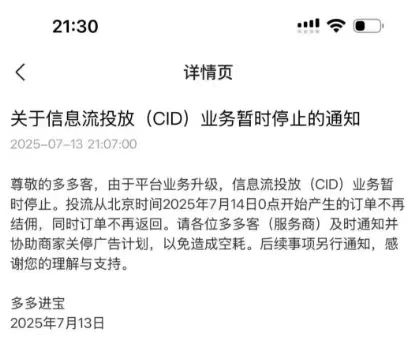 21:30
详情页
关于信息流投放（CID）业务暂时停止的通知
2025-07-13 21:07:00
尊敬的多多客，由于平台业务升级，信息流投放（CID）业务暂
时停止。投流从北京时间2025年7月14日0点开始产生的订单不再
结佣，同时订单不再返回。请各位多多客（服务商）及时通知并
协助商家关停广告计划，以免造成空耗。后续事项另行通知，感
谢您的理解与支持。
多多进宝
2025年7月13日